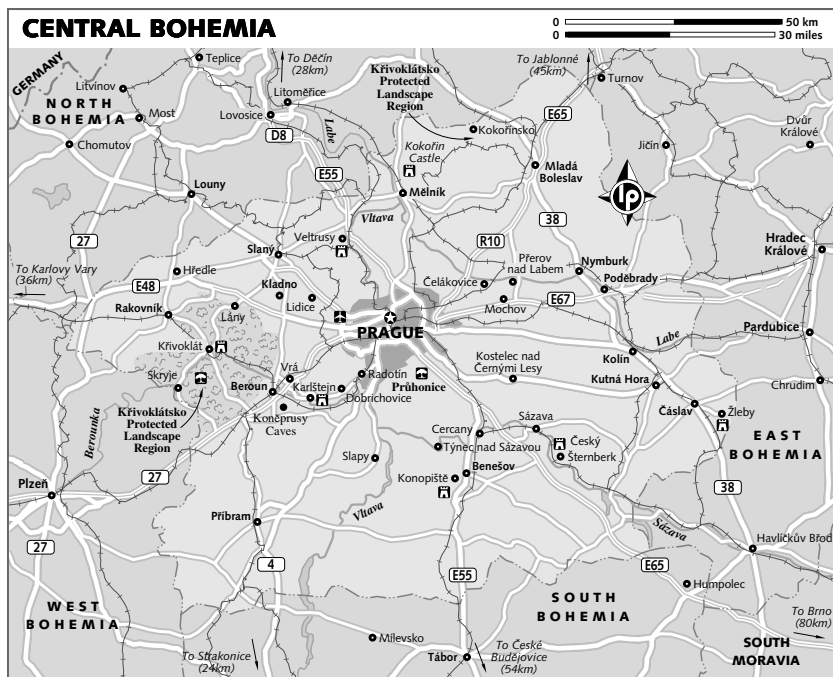 CENTRAL BOHEMIA
0 50 km
0 30 miles
GERMANY
Teplice
To Děčín
(28km)
Křivoklátsko
Protected
Landscape
Region
To Jablonné
(45km)
Turnov
Litvínov
NORTH
BOHEMIA
Most
Litoměřice
Lovosice
D8
Labe
Kokořínsko
E65
Dvůr
Králové
Chomutov
Kokořín
Castle
Jičín
E55
Mladá
Boleslav
lp
Louny
Mělník
Vltava
38
27
Veltrusy
R10
Hradec
Králové
Slaný
Přerov
nad Labem
Nymburk
To Karlovy Vary
(36km)
Hředle
E48
Kladno
Čelákovice
Poděbrady
Lidice
Mochov
E67
Rakovník
Lány
PRAGUE
Labe
Pardubice
Křivoklát
Kolín
Kostelec nad
Černými Lesy
Vrá
Radotín
Skryje
Beroun
Karlštejn
Průhonice
Kutná Hora
Chrudim
Dobrichovice
Křivoklátsko
Protected
Landscape
Region
Koněprusy
Caves
Čáslav
Žleby
Berounka
Cercany
Sázava
Český
Šternberk
EAST
BOHEMIA
Týnec nad Sázavou
Slapy
27
Konopiště
Benešov
Plzeň
38
Příbram
Vltava
Sázava
27
Havlíčkův Brod
4
E55
E65
Humpolec
WEST
BOHEMIA
SOUTH
BOHEMIA
To Brno
(80km)
To Strakonice
(24km)
Milevsko
Tábor
To České
Budějovice
(54km)
SOUTH
MORAVIA